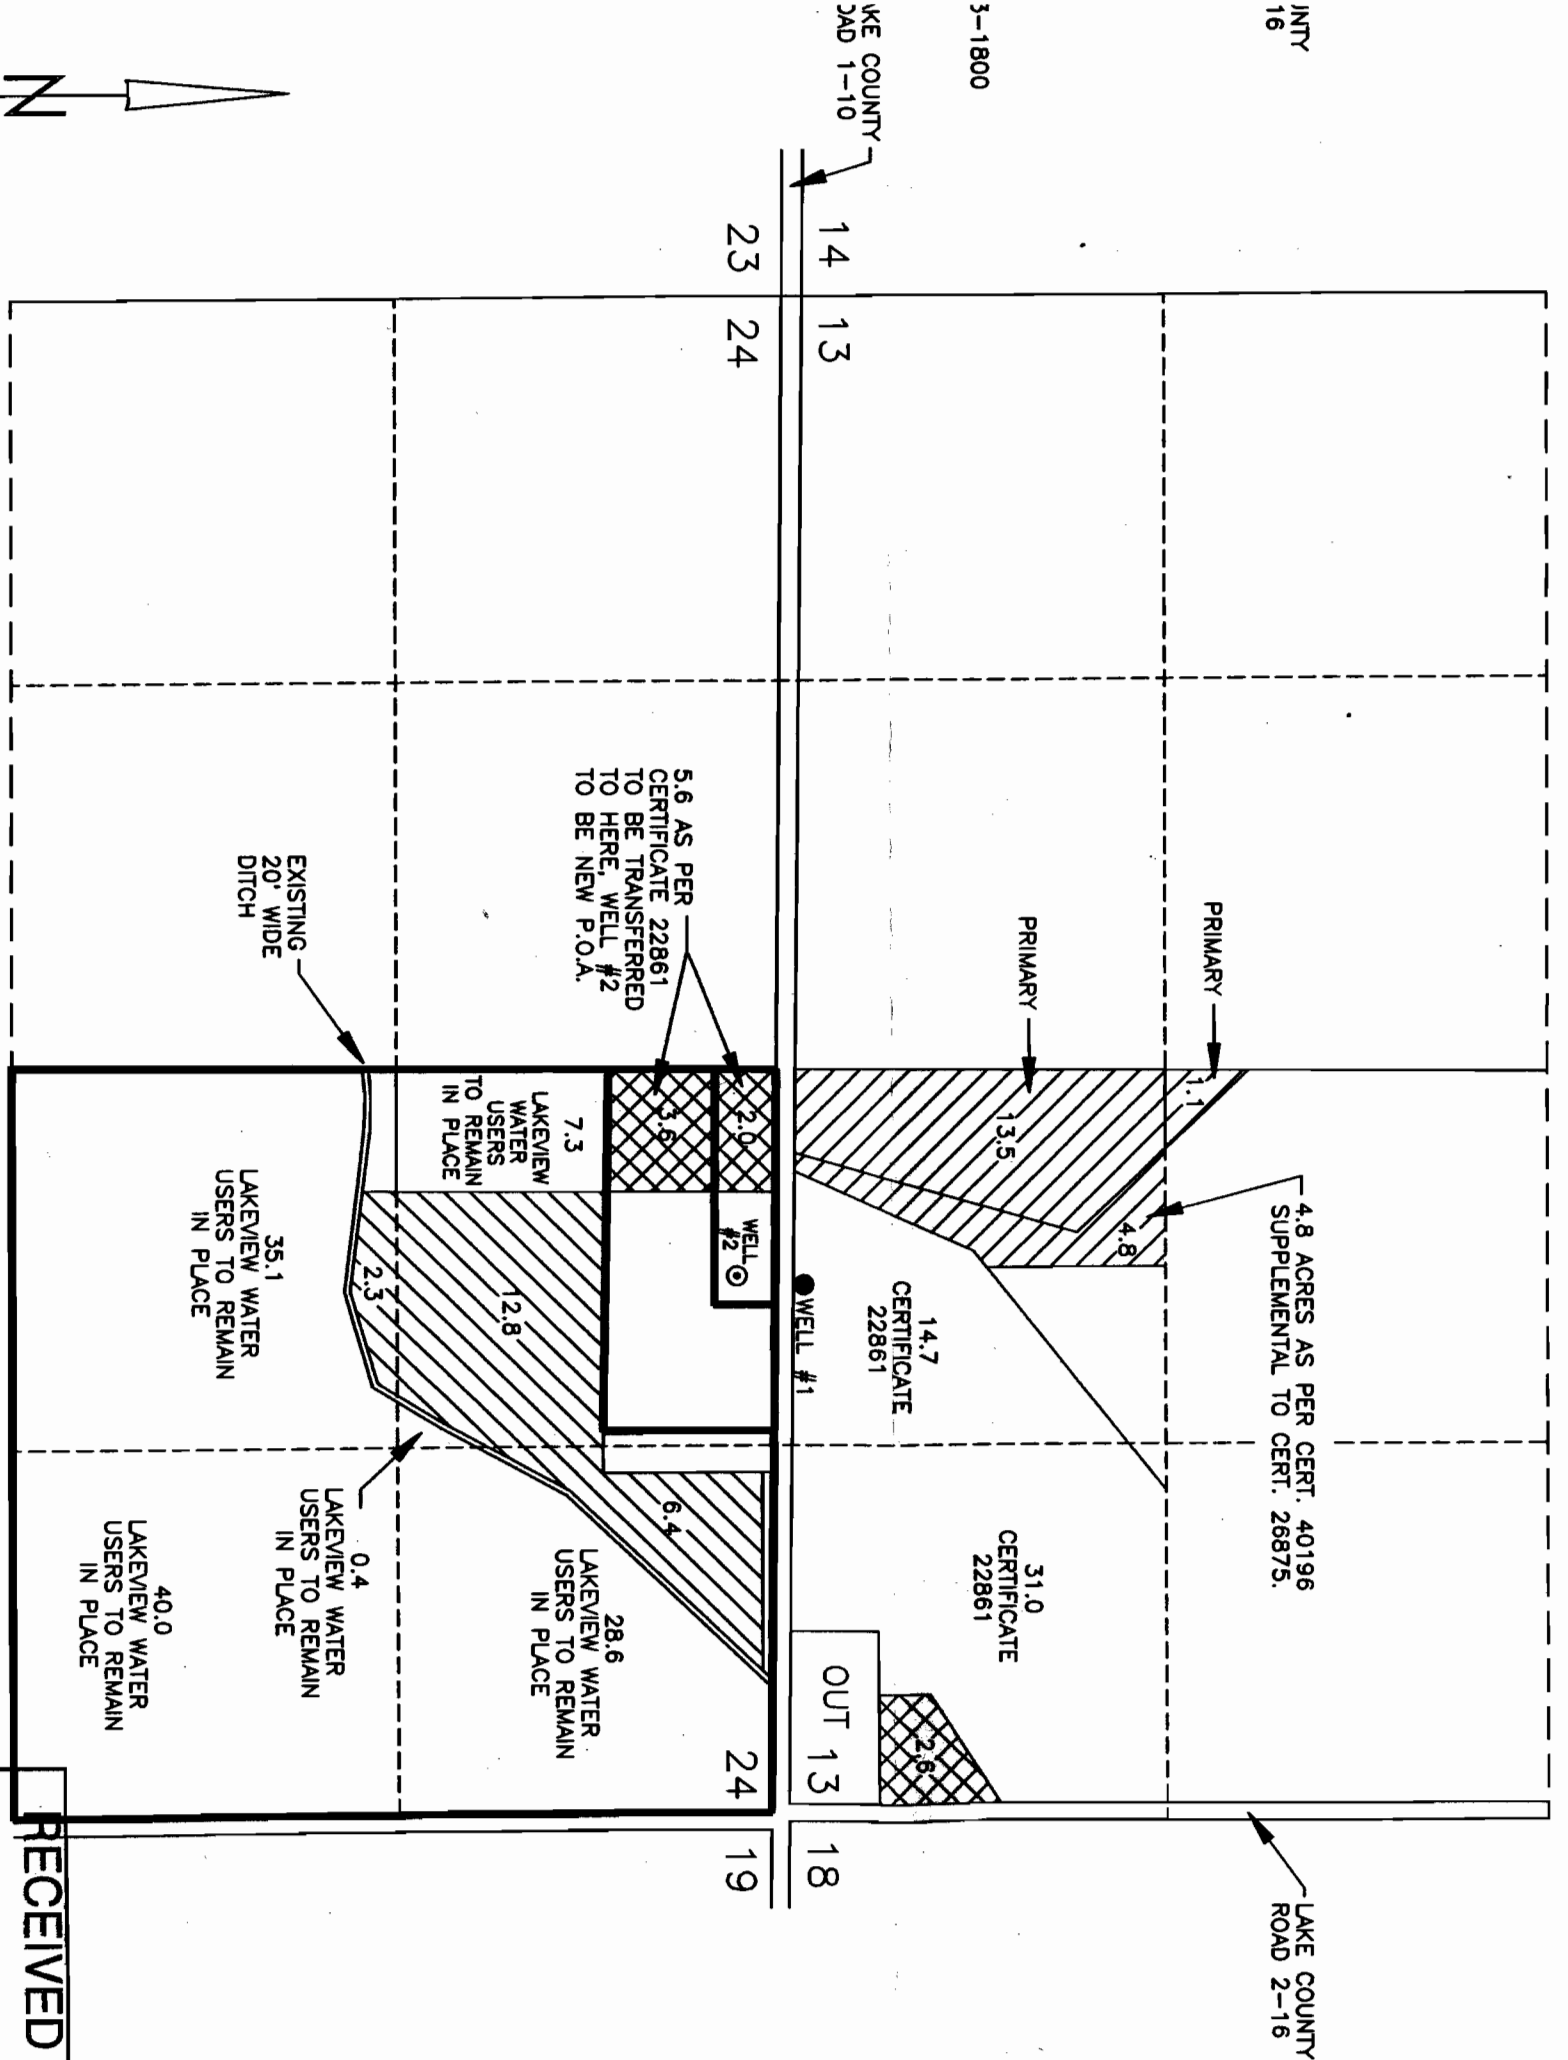 JNTY
16
3-1800
AKE COUNTY
OAD 1-10
N
14
13
23
24
PRIMARY
PRIMARY
1.1
13.5
4.8
4.8 ACRES AS PER CERT. 40196
SUPPLEMENTAL TO CERT. 26875.
14.7
CERTIFICATE
22861
31.0
CERTIFICATE
22861
WELL #1
OUT
13
18
2.6
LAKE COUNTY
ROAD 2-16
5.6 AS PER
CERTIFICATE 22861
TO BE TRANSFERRED
TO HERE, WELL #2
TO BE NEW P.O.A.
2.0
3.6
WELL
#2
7.3
LAKEVIEW
WATER
USERS
TO REMAIN
IN PLACE
12.8
2.3
6.4
28.6
LAKEVIEW WATER
USERS TO REMAIN
IN PLACE
24
19
EXISTING
20' WIDE
DITCH
35.1
LAKEVIEW WATER
USERS TO REMAIN
IN PLACE
0.4
LAKEVIEW WATER
USERS TO REMAIN
IN PLACE
40.0
LAKEVIEW WATER
USERS TO REMAIN
IN PLACE
RECEIVED